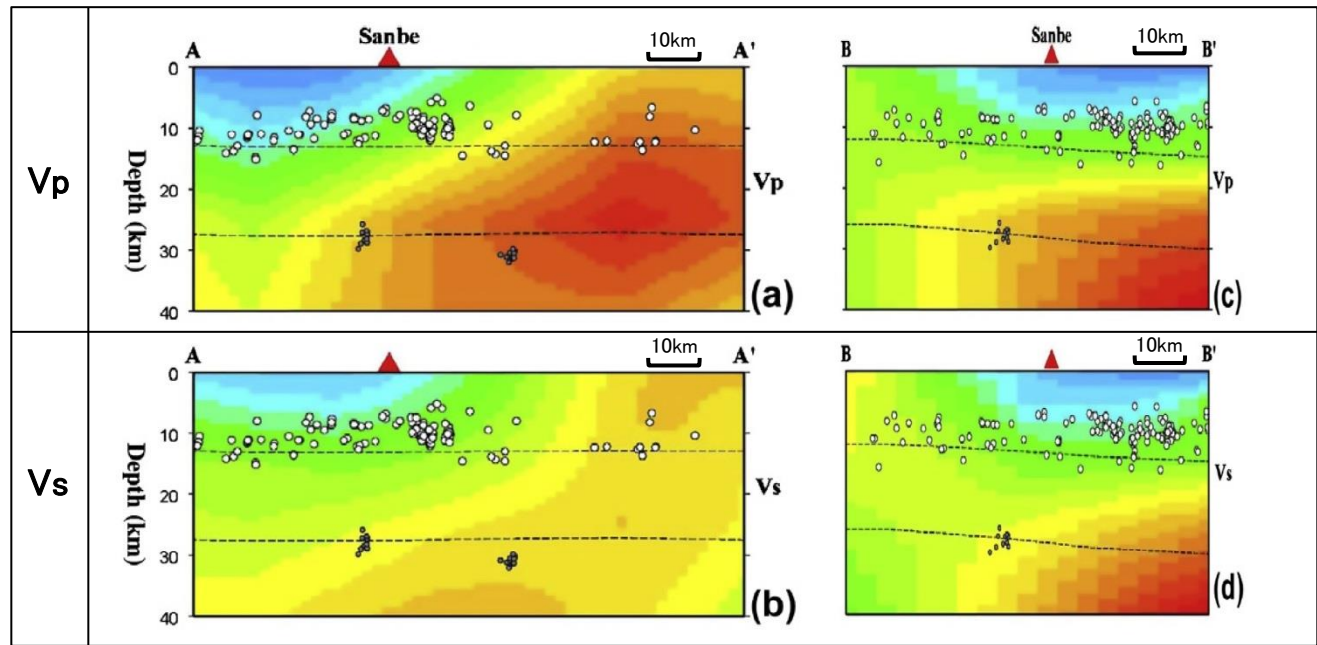 Vp
A Sanbe 10km A'
0
10
20
30
40
Depth (km)
Vp
(a)
B Sanbe 10km B'
Vp
(c)
Vs
A 10km A'
0
10
20
30
40
Depth (km)
Vs
(b)
B 10km B'
Vs
(d)